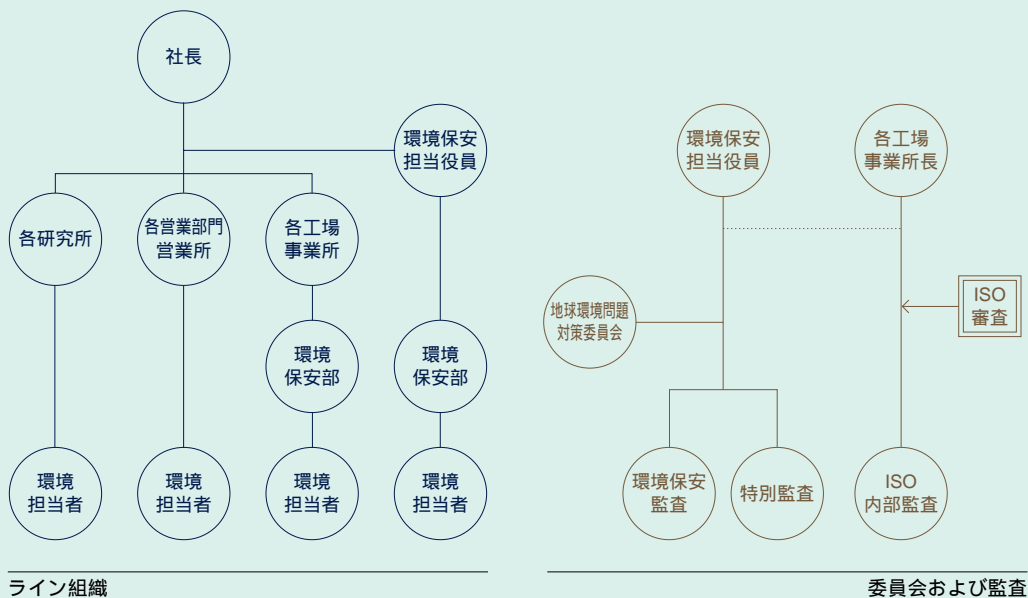 社長
環境保安
担当役員
各研究所
各営業部門
営業所
各工場
事業所
環境
保安部
環境
保安部
環境
担当者
環境
担当者
環境
担当者
環境
担当者
ライン組織
環境保安
担当役員
各工場
事業所長
地球環境問題
対策委員会
ISO
審査
環境保安
監査
特別監査
ISO
内部監査
委員会および監査